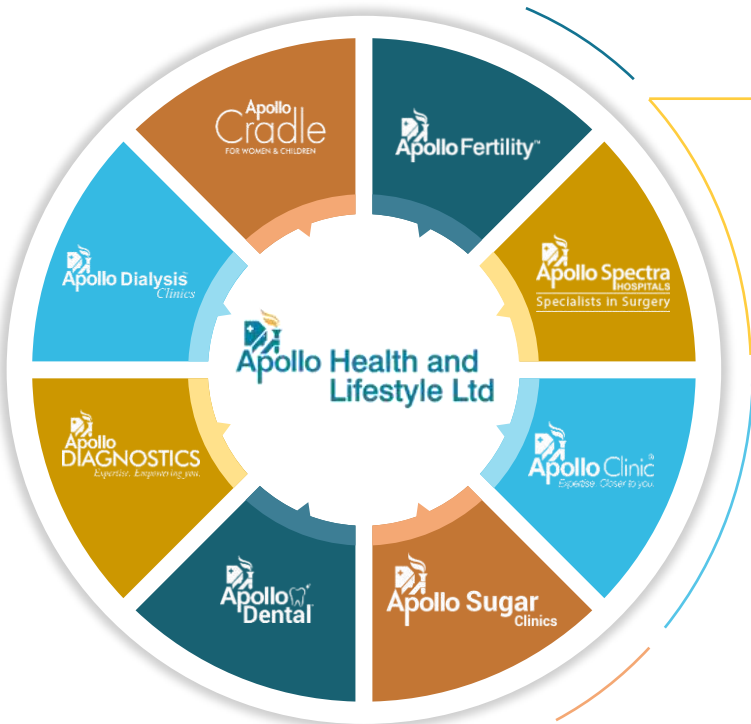 Apollo
Cradle
FOR WOMEN & CHILDREN
Apollo Fertility™
Apollo Spectra
HOSPITALS
Specialists in Surgery
Apollo Clinic®
Expertise. Closer to you.
Apollo Sugar
Clinics
Apollo
Dental
Apollo
DIAGNOSTICS
Expertise. Empowering you.
Apollo Dialysis
Clinics
Apollo Health and
Lifestyle Ltd